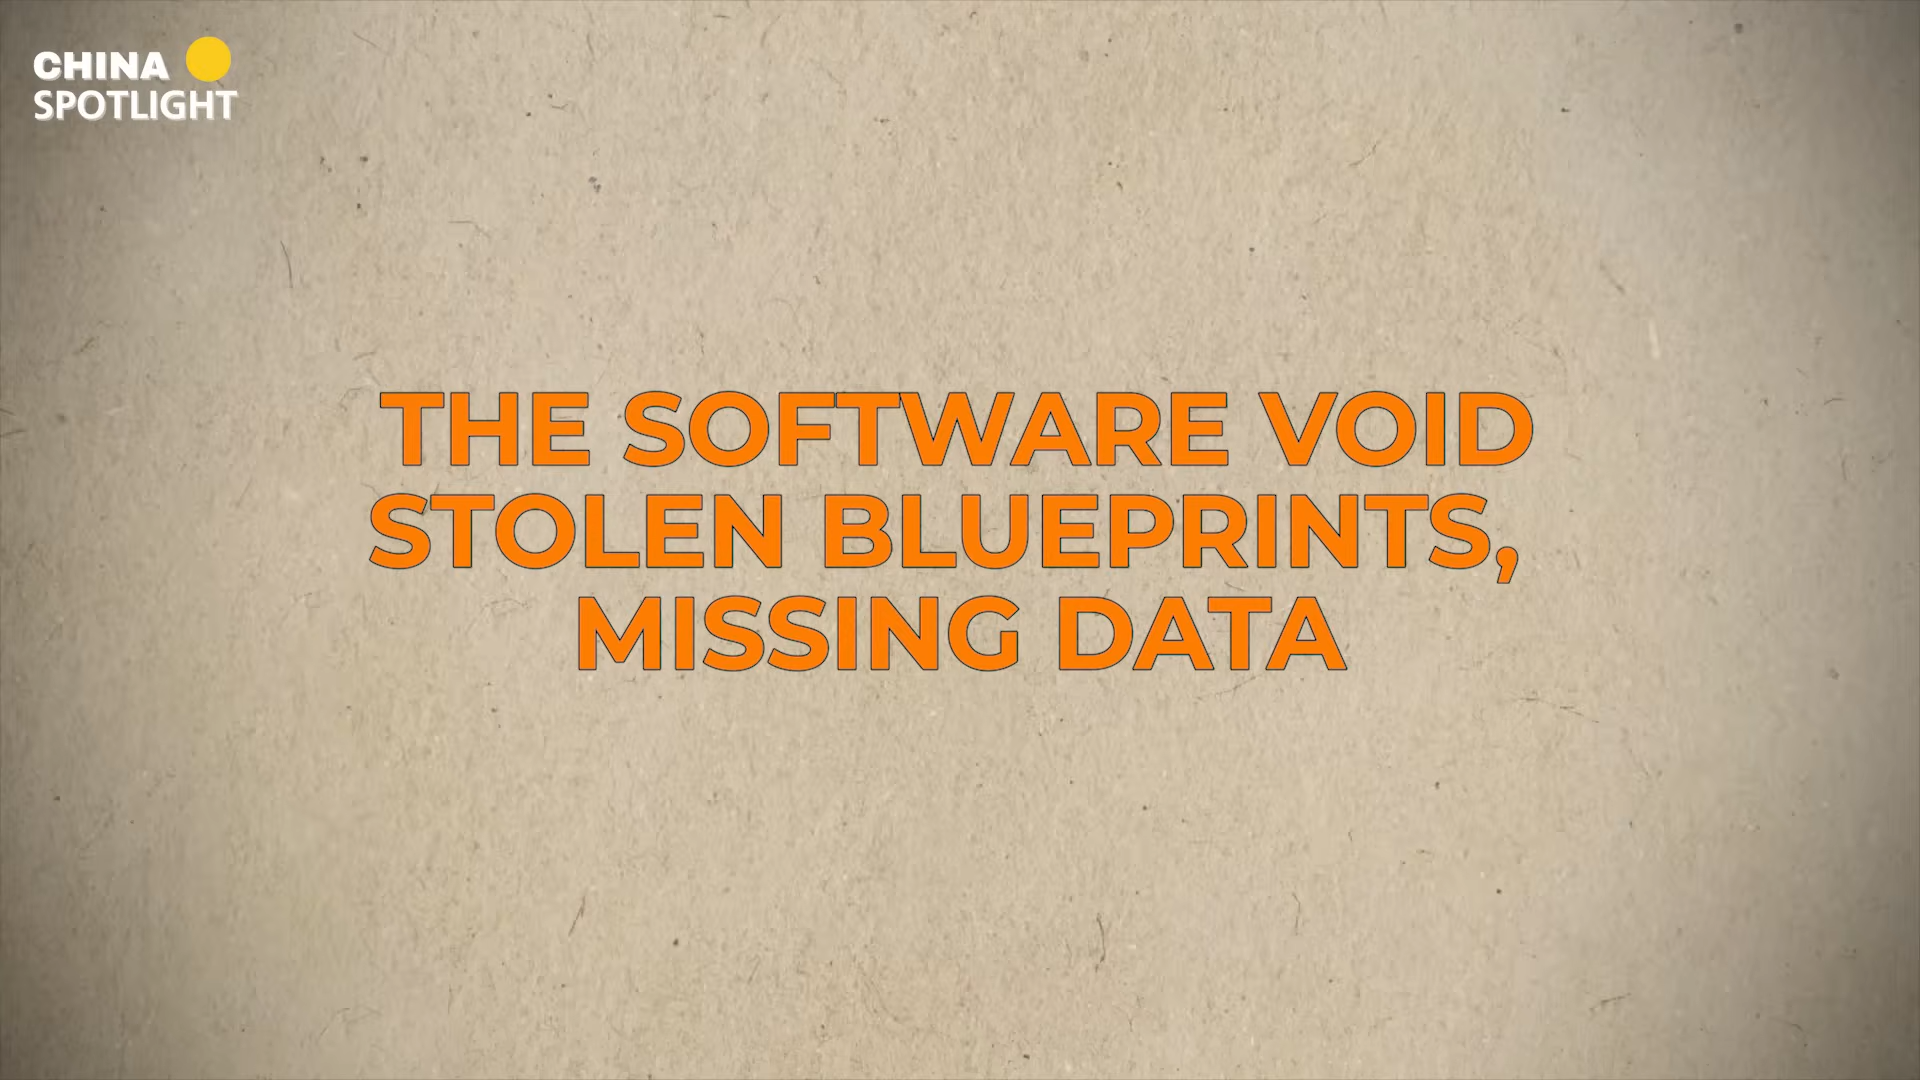 CHINA
SPOTLIGHT
THE SOFTWARE VOID
STOLEN BLUEPRINTS,
MISSING DATA